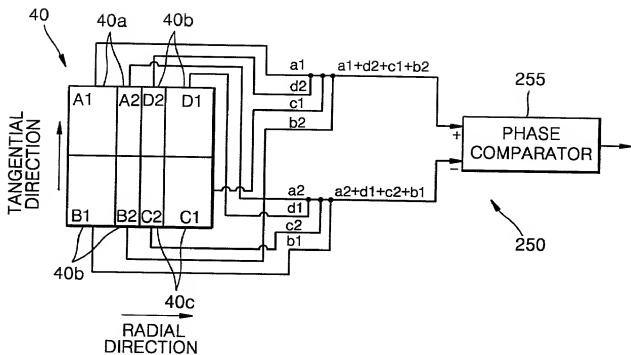 40
40a
40b
A1 A2 D2 D1
B1 B2 C2 C1
40b
40c
TANGENTIAL
DIRECTION
RADIAL
DIRECTION
a1
d2
c1
b2
a1+d2+c1+b2
a2
d1
c2
b1
a2+d1+c2+b1
255
+
−
PHASE
COMPARATOR
250